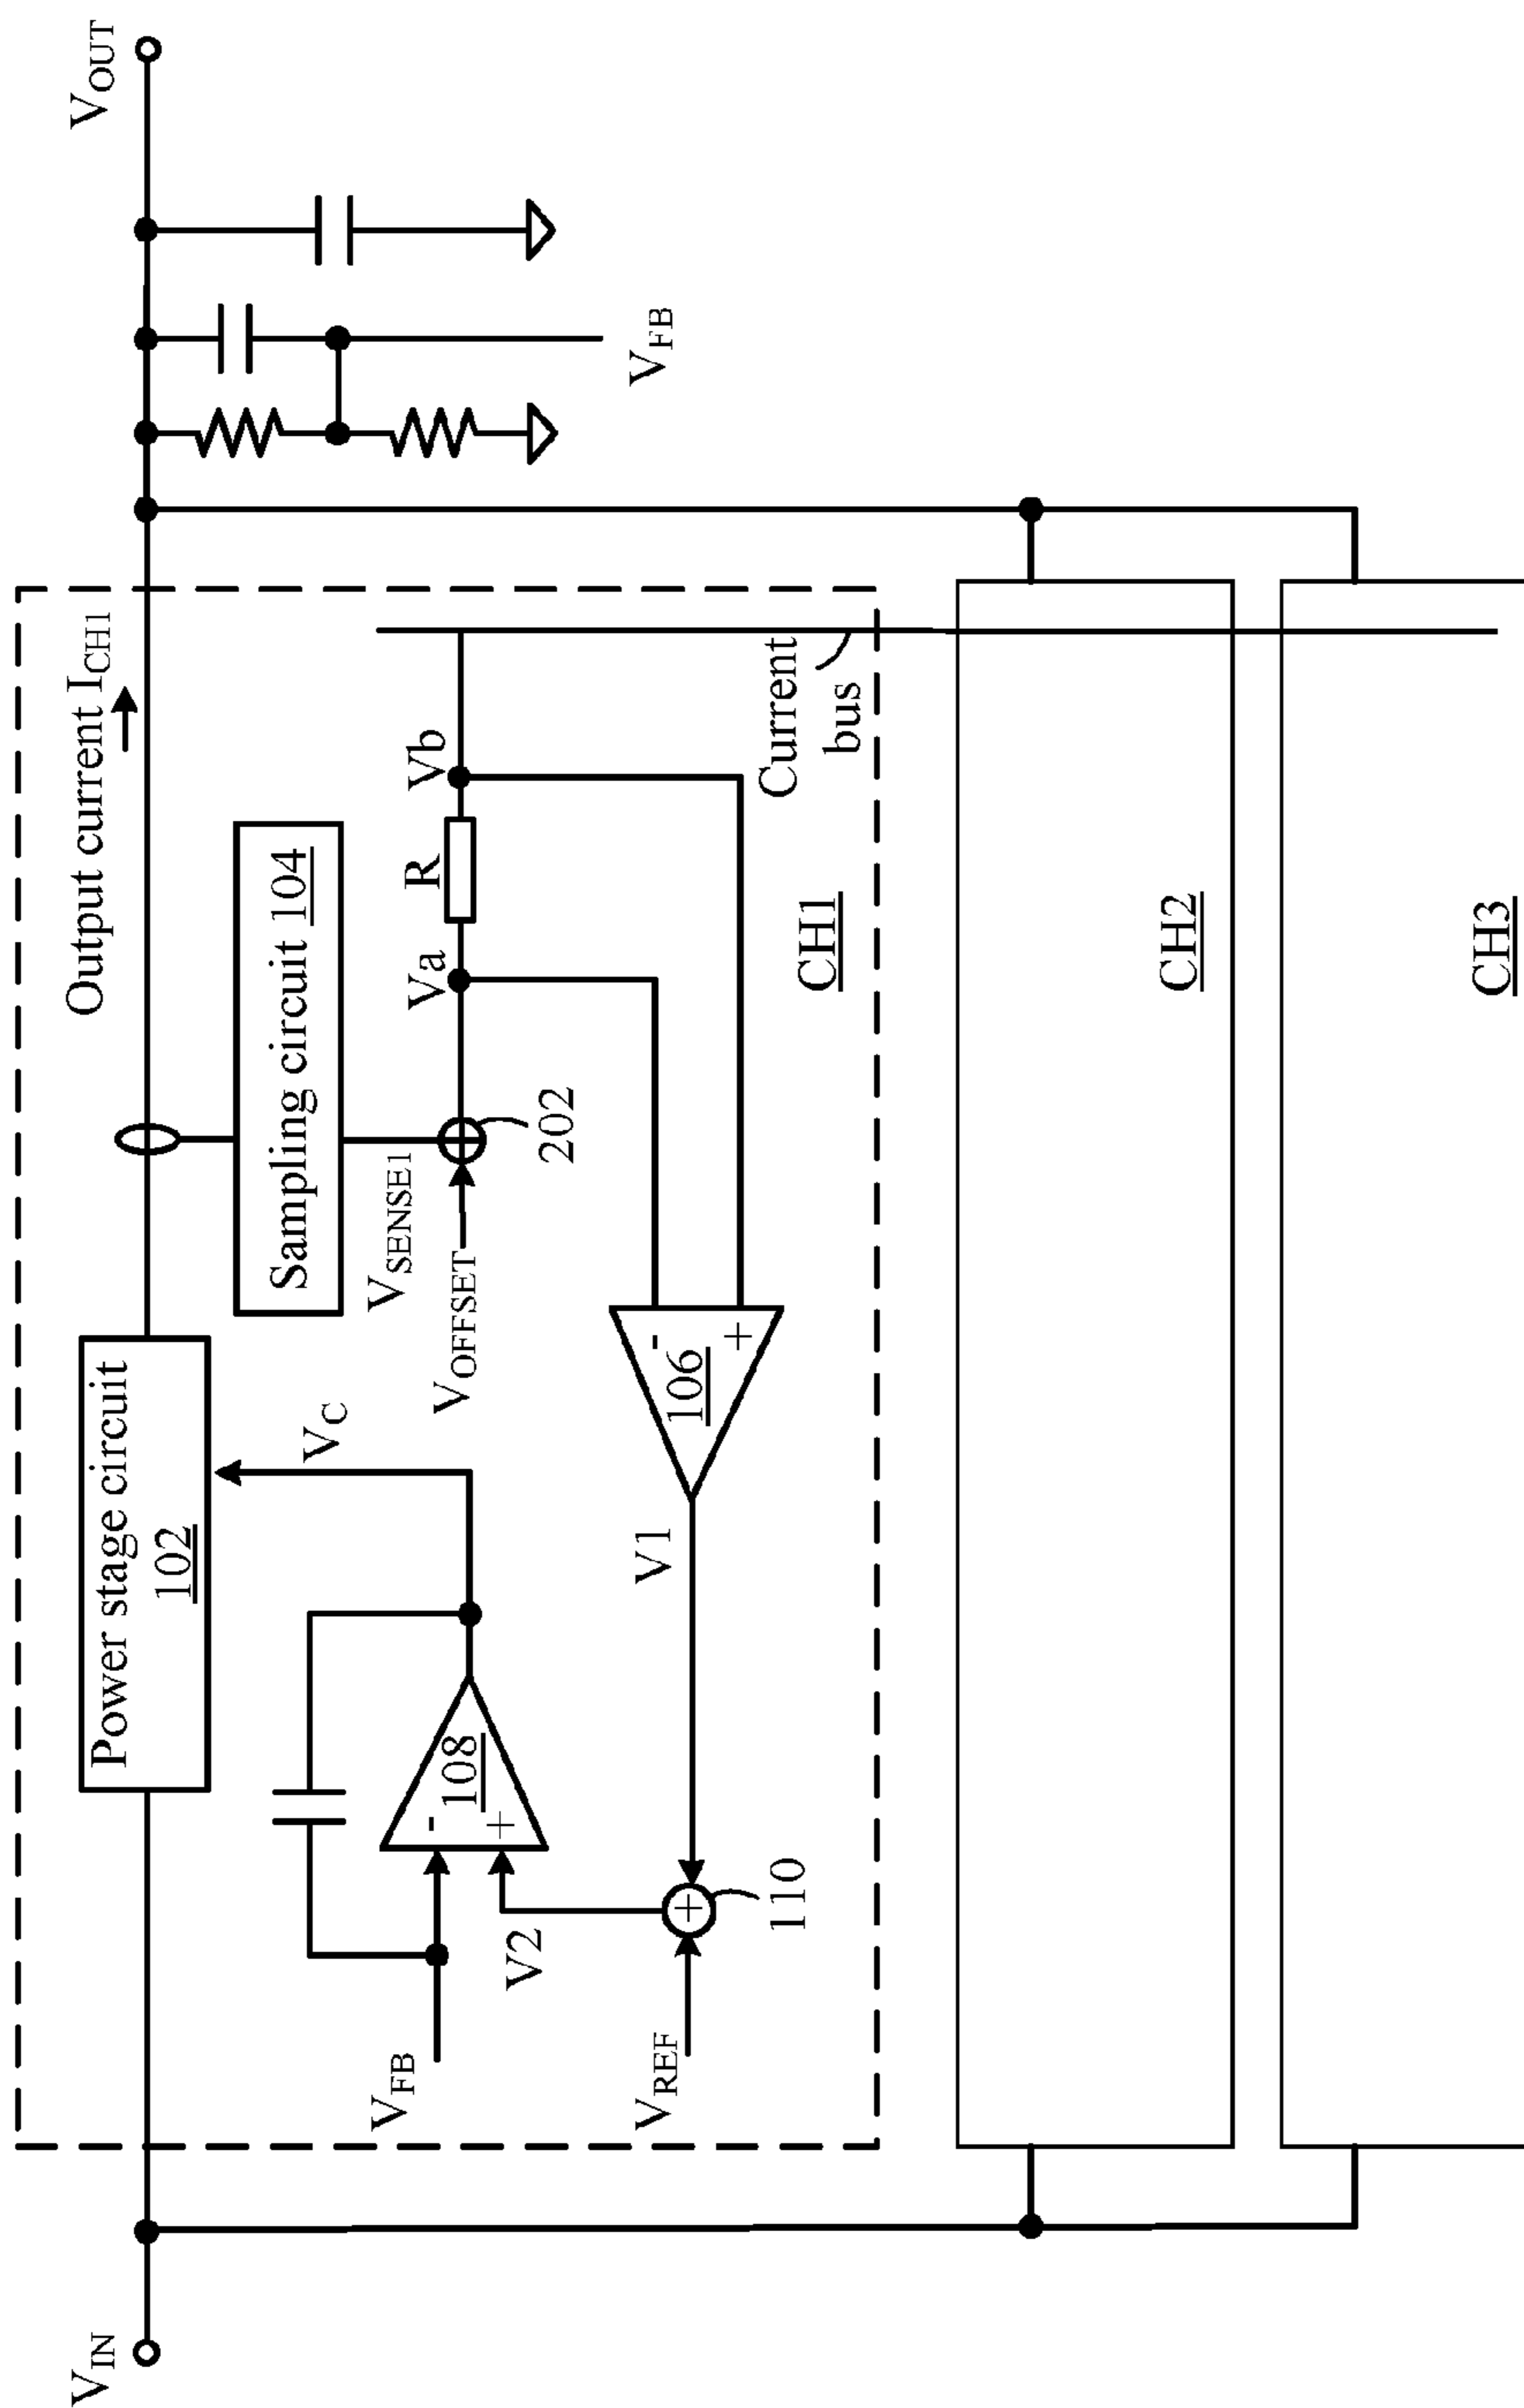 VIN
VOUT
Output current ICH1
Power stage circuit
102
Sampling circuit 104
VC
VSENSE1
VOFFSET
202
Va
R
Vb
VFB
108
-
+
VFB
V2
VREF
+
110
V1
106
-
+
Current
bus
CH1
CH2
CH3